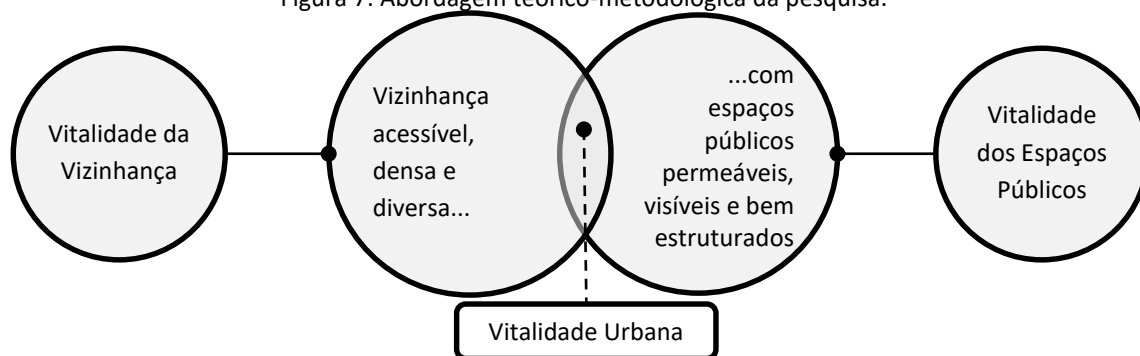 Figura 7: Abordagem teórico-metodológica da pesquisa.
Vitalidade da
Vizinhança
Vizinhança
acessível,
densa e
diversa...
...com
espaços
públicos
permeáveis,
visíveis e bem
estruturados
Vitalidade
dos Espaços
Públicos
Vitalidade Urbana